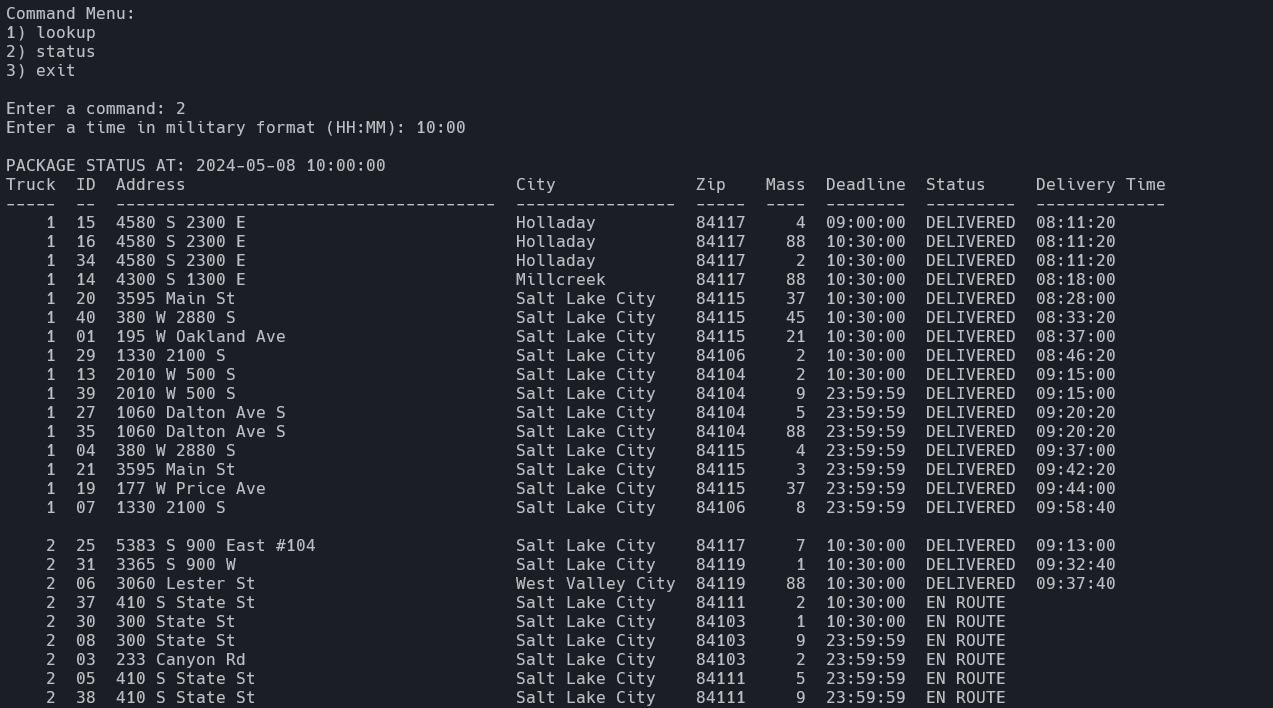 Command Menu:
1) lookup
2) status
3) exit

Enter a command: 2
Enter a time in military format (HH:MM): 10:00

PACKAGE STATUS AT: 2024-05-08 10:00:00
Truck  ID  Address                                 City              Zip    Mass  Deadline  Status     Delivery Time
-----  --  --------------------------------------  ----------------  -----  ----  --------  ---------  -------------
    1  15  4580 S 2300 E                           Holladay          84117     4  09:00:00  DELIVERED  08:11:20
    1  16  4580 S 2300 E                           Holladay          84117    88  10:30:00  DELIVERED  08:11:20
    1  34  4580 S 2300 E                           Holladay          84117     2  10:30:00  DELIVERED  08:11:20
    1  14  4300 S 1300 E                           Millcreek         84117    88  10:30:00  DELIVERED  08:18:00
    1  20  3595 Main St                            Salt Lake City    84115    37  10:30:00  DELIVERED  08:28:00
    1  40  380 W 2880 S                            Salt Lake City    84115    45  10:30:00  DELIVERED  08:33:20
    1  01  195 W Oakland Ave                       Salt Lake City    84115    21  10:30:00  DELIVERED  08:37:00
    1  29  1330 2100 S                             Salt Lake City    84106     2  10:30:00  DELIVERED  08:46:20
    1  13  2010 W 500 S                            Salt Lake City    84104     2  10:30:00  DELIVERED  09:15:00
    1  39  2010 W 500 S                            Salt Lake City    84104     9  23:59:59  DELIVERED  09:15:00
    1  27  1060 Dalton Ave S                       Salt Lake City    84104     5  23:59:59  DELIVERED  09:20:20
    1  35  1060 Dalton Ave S                       Salt Lake City    84104    88  23:59:59  DELIVERED  09:20:20
    1  04  380 W 2880 S                            Salt Lake City    84115     4  23:59:59  DELIVERED  09:37:00
    1  21  3595 Main St                            Salt Lake City    84115     3  23:59:59  DELIVERED  09:42:20
    1  19  177 W Price Ave                         Salt Lake City    84115    37  23:59:59  DELIVERED  09:44:00
    1  07  1330 2100 S                             Salt Lake City    84106     8  23:59:59  DELIVERED  09:58:40

    2  25  5383 S 900 East #104                    Salt Lake City    84117     7  10:30:00  DELIVERED  09:13:00
    2  31  3365 S 900 W                            Salt Lake City    84119     1  10:30:00  DELIVERED  09:32:40
    2  06  3060 Lester St                          West Valley City  84119    88  10:30:00  DELIVERED  09:37:40
    2  37  410 S State St                          Salt Lake City    84111     2  10:30:00  EN ROUTE
    2  30  300 State St                            Salt Lake City    84103     1  10:30:00  EN ROUTE
    2  08  300 State St                            Salt Lake City    84103     9  23:59:59  EN ROUTE
    2  03  233 Canyon Rd                           Salt Lake City    84103     2  23:59:59  EN ROUTE
    2  05  410 S State St                          Salt Lake City    84111     5  23:59:59  EN ROUTE
    2  38  410 S State St                          Salt Lake City    84111     9  23:59:59  EN ROUTE